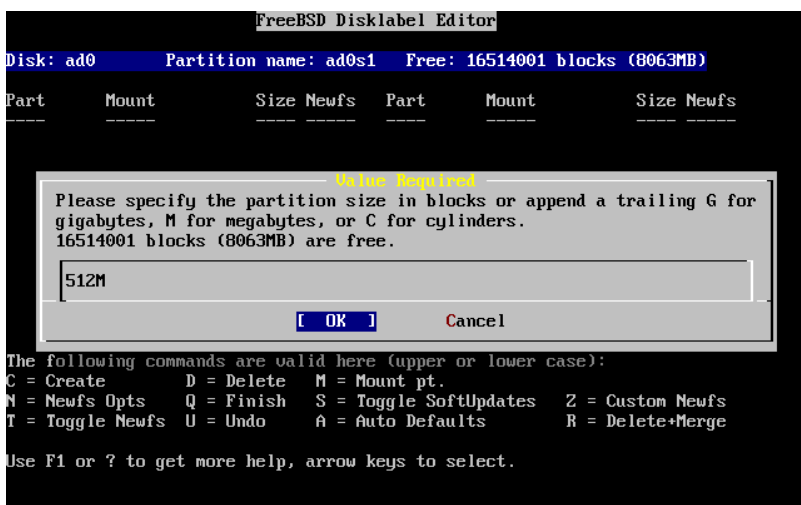 FreeBSD Disklabel Editor
Disk: ad0 Partition name: ad0s1 Free: 16514001 blocks (8063MB)
Part Mount Size Newfs Part Mount Size Newfs
---- ----- ---- ----- ---- ----- ---- -----
Value Required
Please specify the partition size in blocks or append a trailing G for
gigabytes, M for megabytes, or C for cylinders.
16514001 blocks (8063MB) are free.
512M
[ OK ] Cancel
The following commands are valid here (upper or lower case):
C = Create D = Delete M = Mount pt.
N = Newfs Opts Q = Finish S = Toggle SoftUpdates Z = Custom Newfs
T = Toggle Newfs U = Undo A = Auto Defaults R = Delete+Merge
Use F1 or ? to get more help, arrow keys to select.